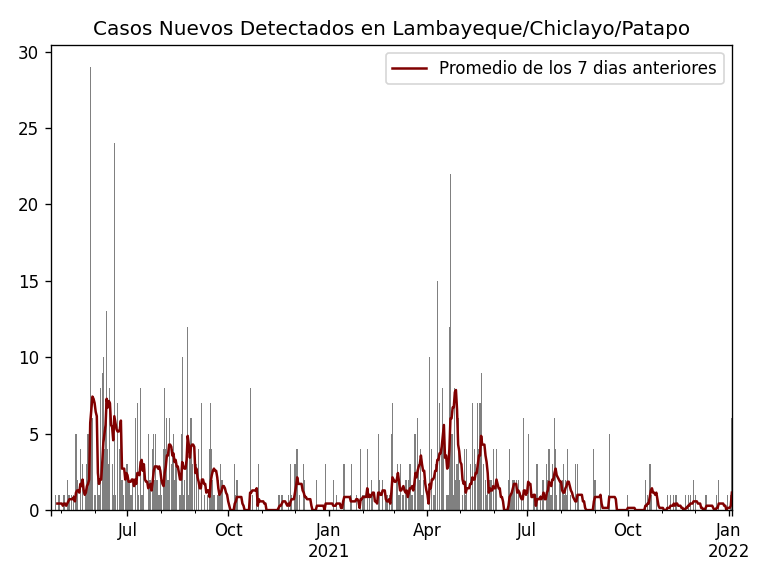 Casos Nuevos Detectados en Lambayeque/Chiclayo/Patapo
Promedio de los 7 dias anteriores
30
25
20
15
10
5
0
Jul Oct Jan Apr Jul Oct Jan
2021 2022